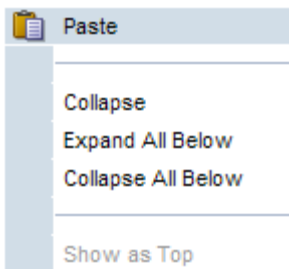 Paste
Collapse
Expand All Below
Collapse All Below
Show as Top